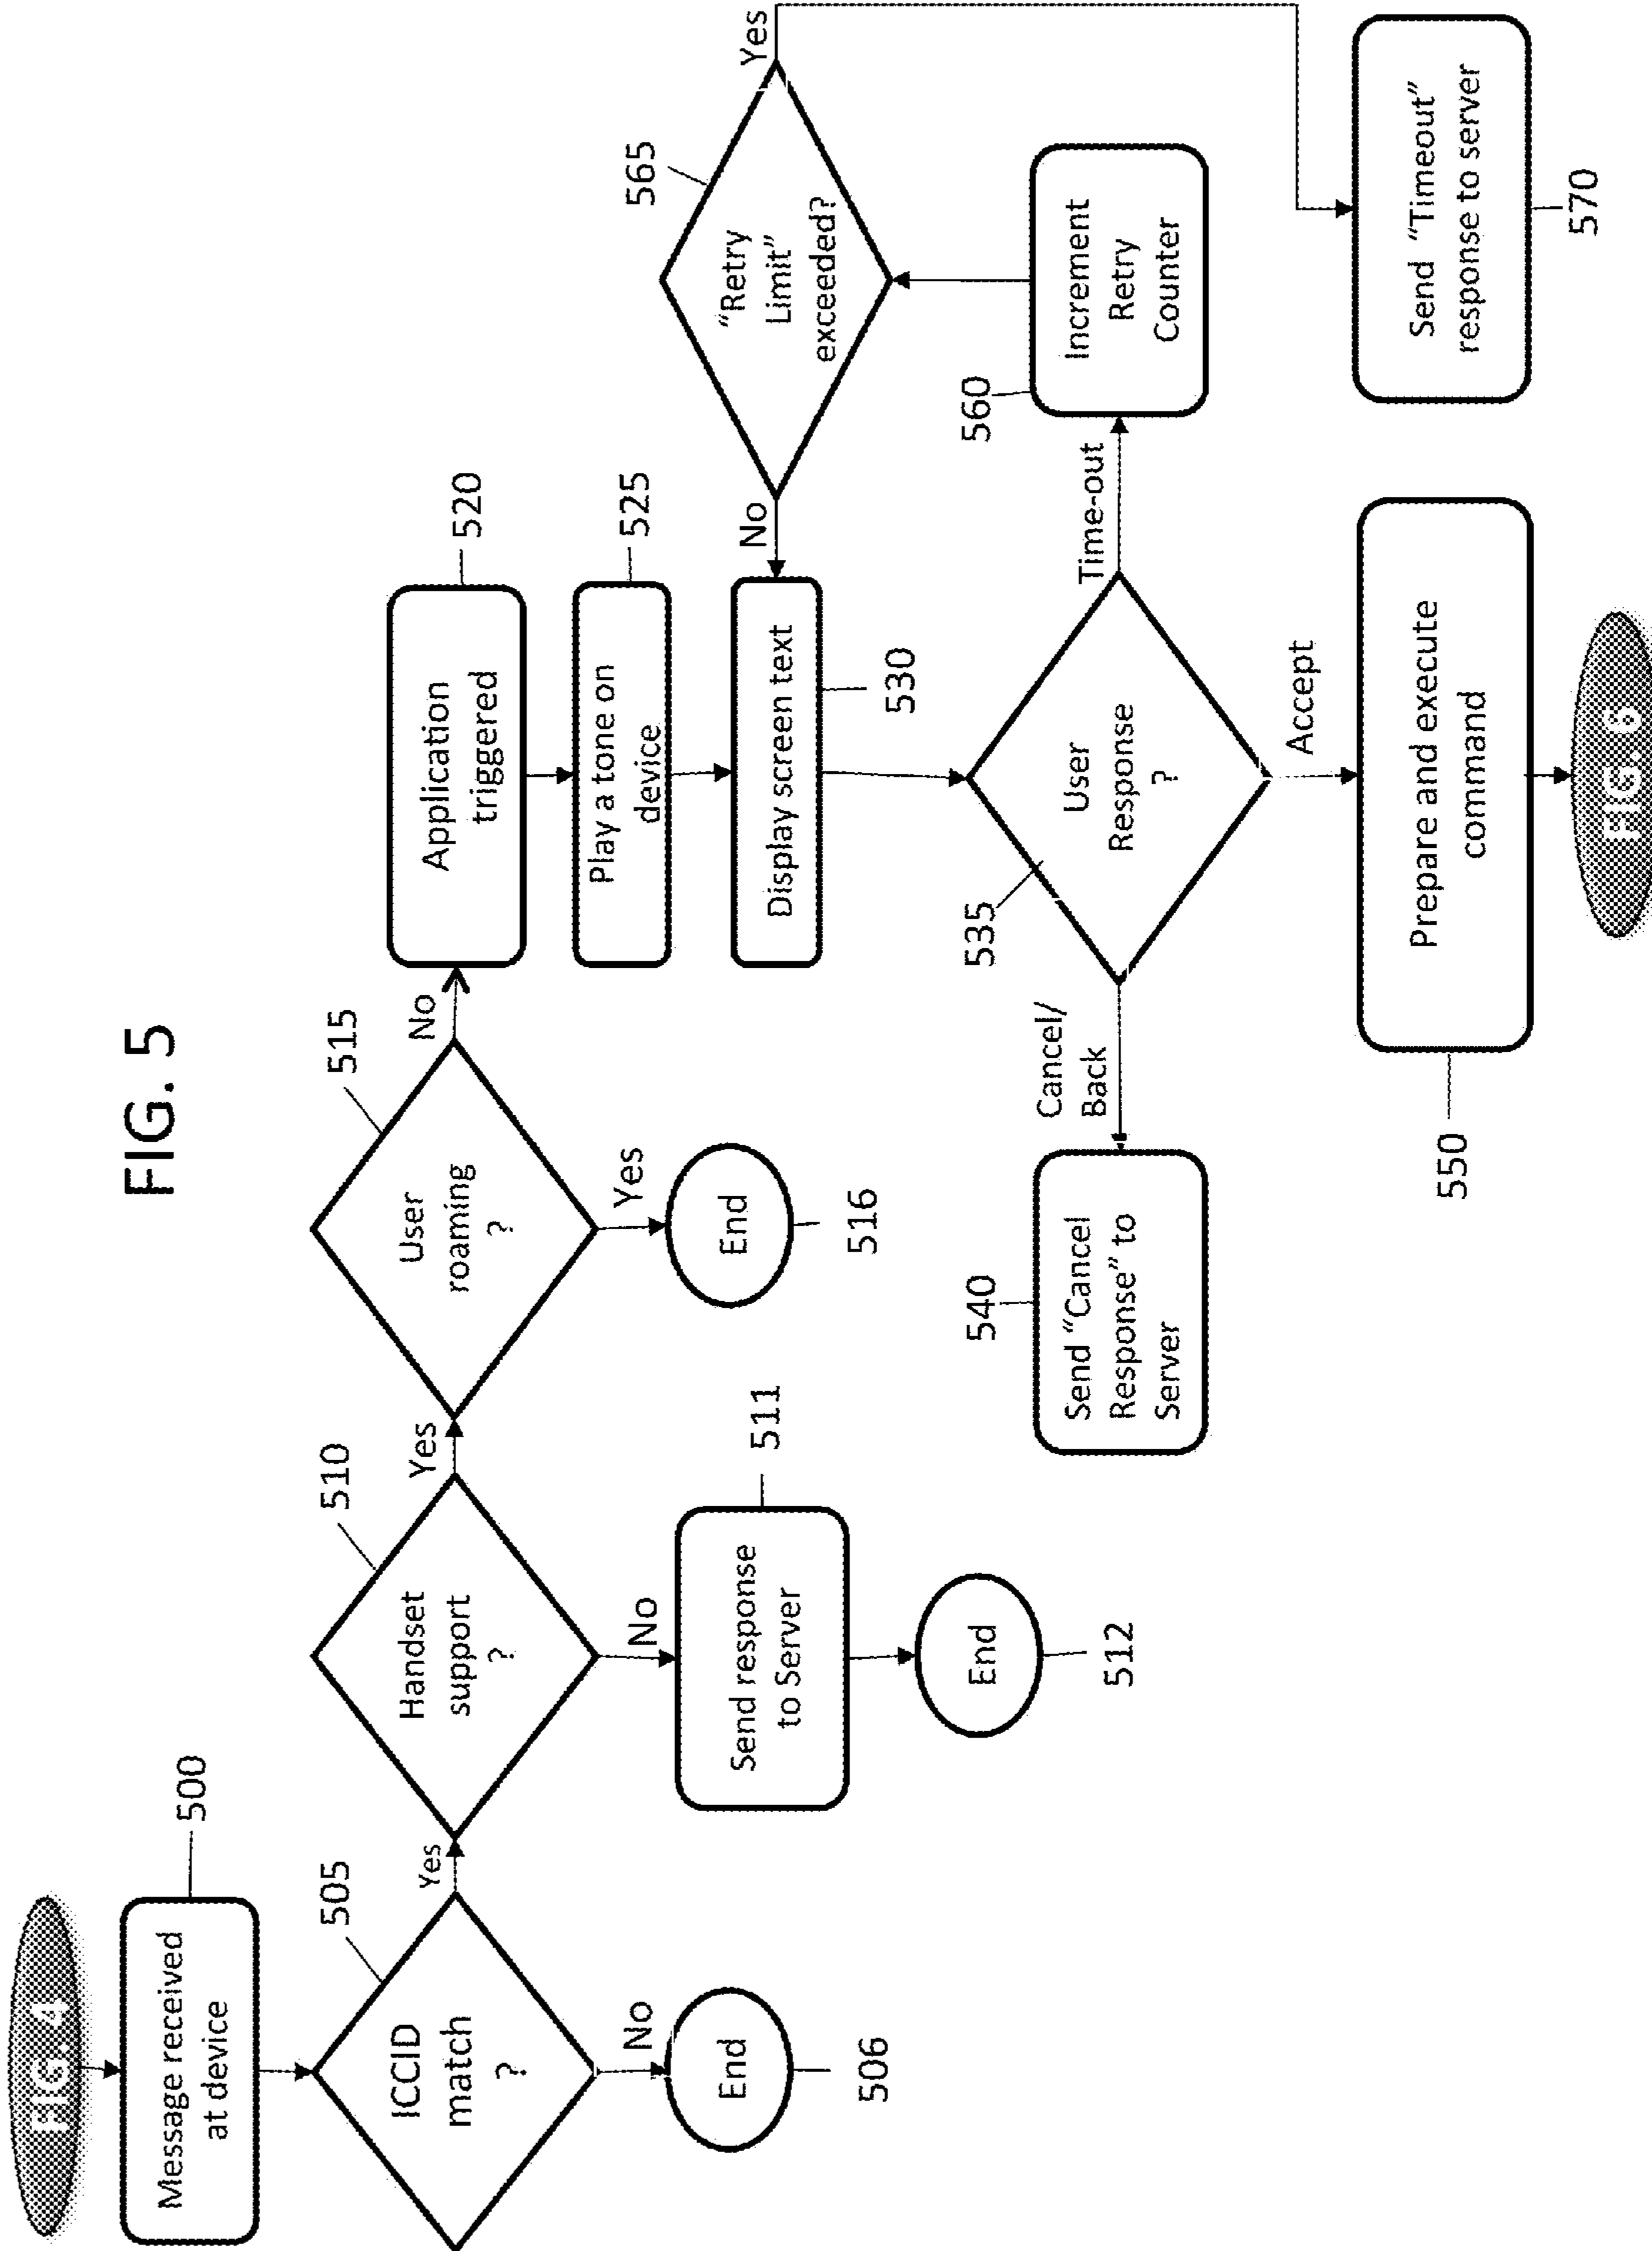 FIG. 5
FIG. 4
Message received
at device
500
ICCID
match
?
505
No
End
506
Yes
Handset
support
?
510
No
Send response
to Server
511
End
512
Yes
User
roaming
?
515
Yes
End
516
No
Application
triggered
520
Play a tone on
device
525
Display screen text
530
User
Response
?
535
Cancel/
Back
Send “Cancel
Response” to
Server
540
Accept
Prepare and execute
command
550
FIG. 6
Time-out
Increment
Retry
Counter
560
“Retry
Limit”
exceeded?
565
No
Yes
Send “Timeout”
response to server
570